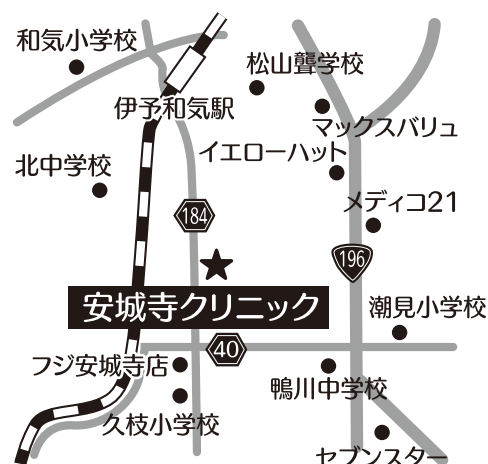 和気小学校
松山聾学校
伊予和気駅
マックスバリュ
イエローハット
北中学校
メディコ21
184
196
安城寺クリニック
潮見小学校
40
フジ安城寺店
鴨川中学校
久枝小学校
セブンスター